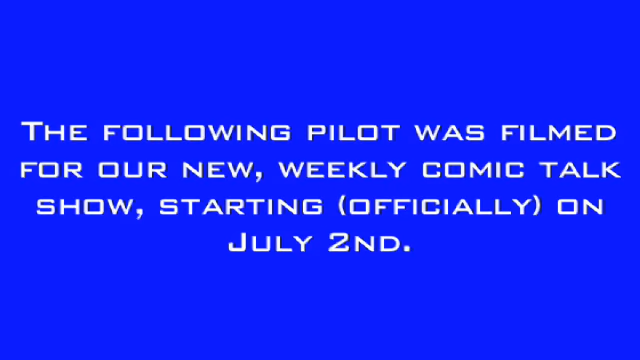 The following pilot was filmed
for our new, weekly comic talk
show, starting (officially) on
July 2nd.